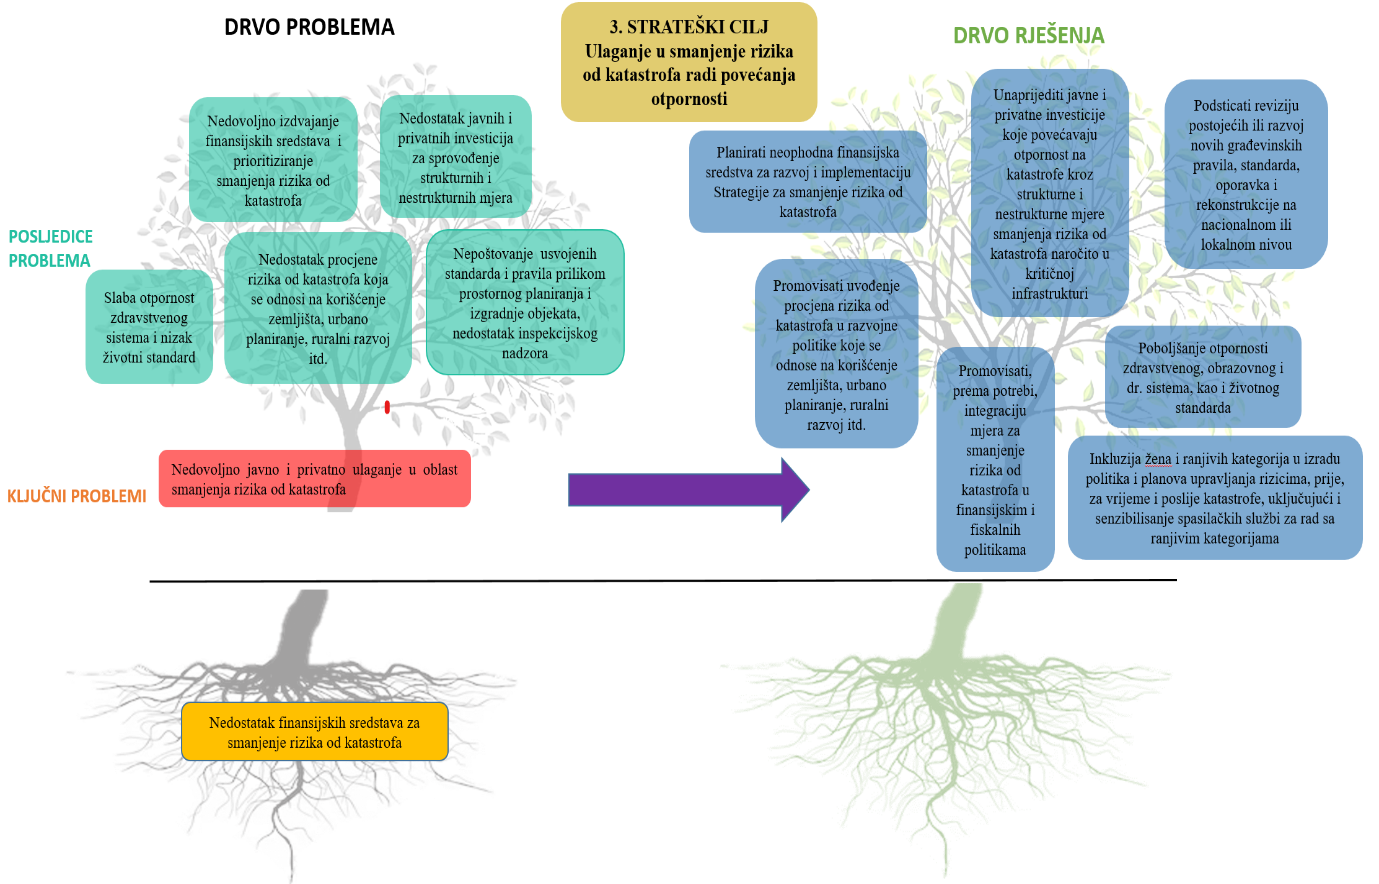 DRVO PROBLEMA
3. STRATEŠKI CILJ
Ulaganje u smanjenje rizika
od katastrofa radi povećanja
otpornosti
DRVO RJEŠENJA
Nedovoljno izdvajanje
finansijskih sredstava i
prioritiziranje
smanjenja rizika od
katastrofa
Nedostatak javnih i
privatnih investicija
za sprovođenje
strukturnih i
nestrukturnih mjera
POSLJEDICE
PROBLEMA
Slaba otpornost
zdravstvenog
sistema i nizak
životni standard
Nedostatak procjene
rizika od katastrofa koja
se odnosi na korišćenje
zemljišta, urbano
planiranje, ruralni razvoj
itd.
Nepoštovanje usvojenih
standarda i pravila prilikom
prostornog planiranja i
izgradnje objekata,
nedostatak inspekcijskog
nadzora
KLJUČNI PROBLEMI
Nedovoljno javno i privatno ulaganje u oblast
smanjenja rizika od katastrofa
Nedostatak finansijskih sredstava za
smanjenje rizika od katastrofa
Planirati neophodna finansijska
sredstva za razvoj i implementaciju
Strategije za smanjenje rizika od
katastrofa
Unaprijediti javne i
privatne investicije
koje povećavaju
otpornost na
katastrofe kroz
strukturne i
nestrukturne mjere
smanjenja rizika od
katastrofa naročito u
kritičnoj
infrastrukturi
Podsticati reviziju
postojećih ili razvoj
novih građevinskih
pravila, standarda,
oporavka i
rekonstrukcije na
nacionalnom ili
lokalnom nivou
Promovisati uvođenje
procjena rizika od
katastrofa u razvojne
politike koje se
odnose na korišćenje
zemljišta, urbano
planiranje, ruralni
razvoj itd.
Promovisati,
prema potrebi,
integraciju
mjera za
smanjenje
rizika od
katastrofa u
finansijskim i
fiskalnih
politikama
Poboljšanje otpornosti
zdravstvenog, obrazovnog i
dr. sistema, kao i životnog
standarda
Inkluzija žena i ranjivih kategorija u izradu
politika i planova upravljanja rizicima, prije,
za vrijeme i poslije katastrofe, uključujući i
senzibilisanje spasilačkih službi za rad sa
ranjivim kategorijama